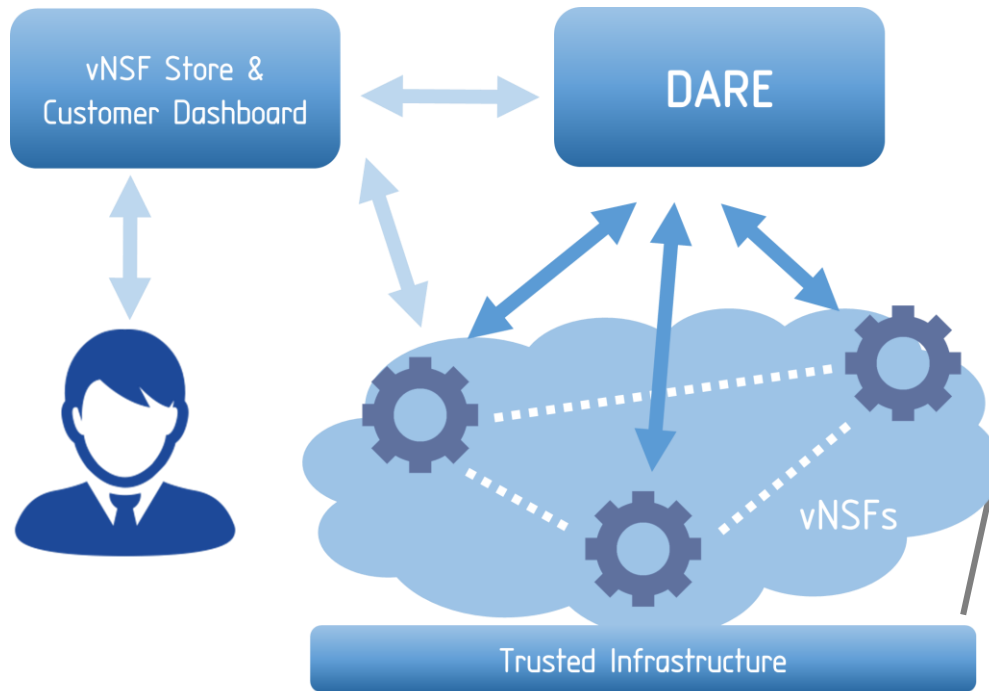 vNSF Store &
Customer Dashboard
DARE
vNSFs
Trusted Infrastructure